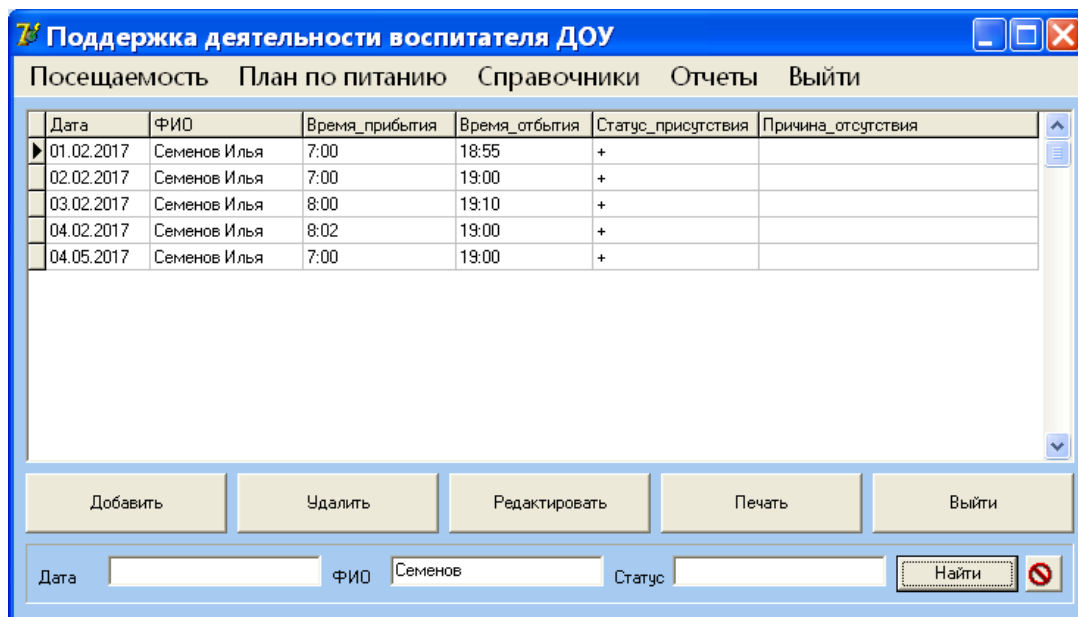 Поддержка деятельности воспитателя ДОУ
Посещаемость План по питанию Справочники Отчеты Выйти
Дата ФИО Время_прибытия Время_отбытия Статус_присутствия Причина_отсутствия
01.02.2017 Семенов Илья 7:00 18:55 +
02.02.2017 Семенов Илья 7:00 19:00 +
03.02.2017 Семенов Илья 8:00 19:10 +
04.02.2017 Семенов Илья 8:02 19:00 +
04.05.2017 Семенов Илья 7:00 19:00 +
Добавить Удалить Редактировать Печать Выйти
Дата ФИО Семенов Статус Найти